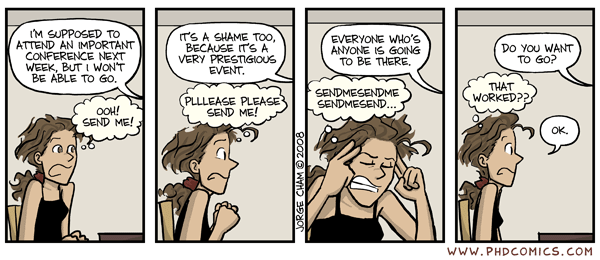 I'M SUPPOSED TO
ATTEND AN IMPORTANT
CONFERENCE NEXT
WEEK, BUT I WON'T
BE ABLE TO GO.
OOH!
SEND ME!
IT'S A SHAME TOO,
BECAUSE IT'S A
VERY PRESTIGIOUS
EVENT.
PLLLEASE PLEASE
SEND ME!
JORGE CHAM © 2008
EVERYONE WHO'S
ANYONE IS GOING
TO BE THERE.
SENDMESENDME
SENDMESEND...
DO YOU WANT
TO GO?
THAT
WORKED??
OK.
WWW.PHDCOMICS.COM